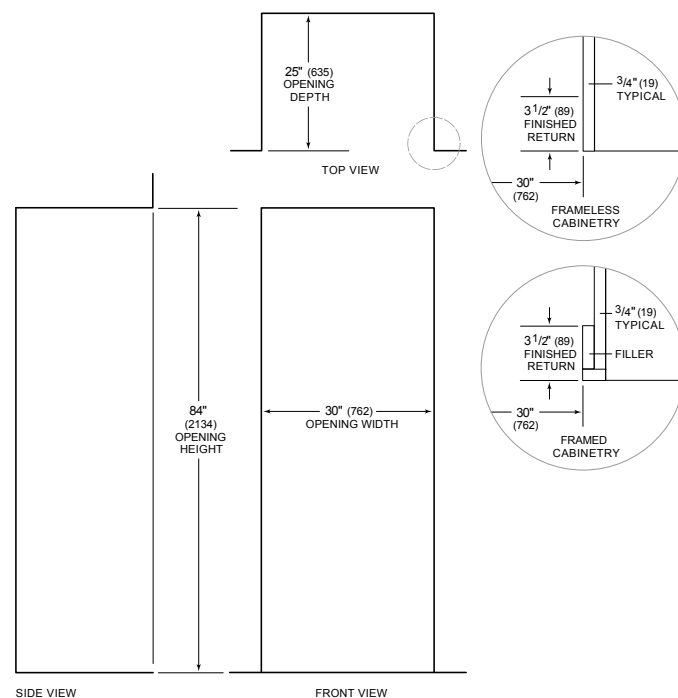 25" (635)
OPENING
DEPTH
TOP VIEW
3/4" (19)
TYPICAL
3 1/2" (89)
FINISHED
RETURN
30"
(762)
FRAMELESS
CABINETRY
3/4" (19)
TYPICAL
3 1/2" (89)
FINISHED
RETURN
FILLER
30"
(762)
FRAMED
CABINETRY
84"
(2134)
OPENING
HEIGHT
30" (762)
OPENING WIDTH
SIDE VIEW
FRONT VIEW